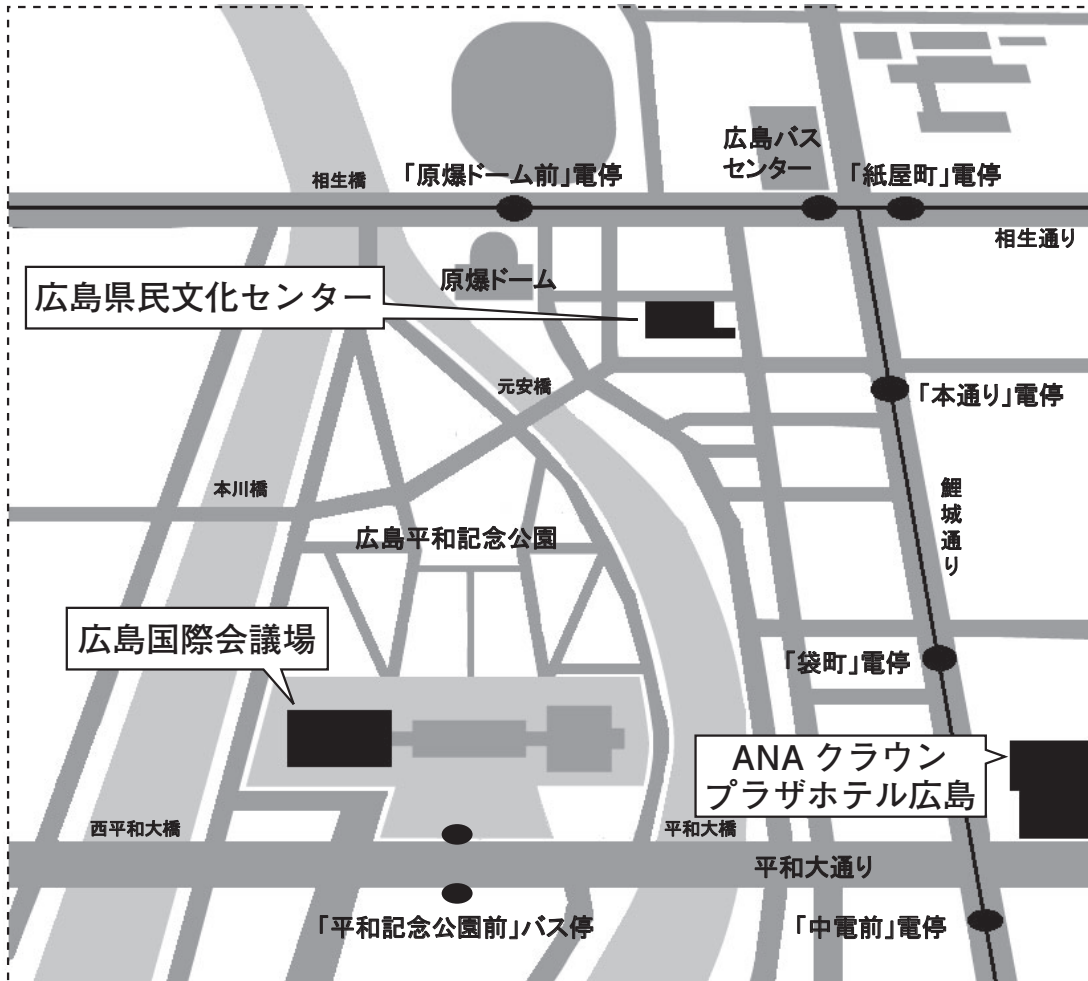 広島バス
センター
相生橋
「原爆ドーム前」電停
「紙屋町」電停
相生通り
原爆ドーム
広島県民文化センター
元安橋
「本通り」電停
本川橋
鯉城通り
広島平和記念公園
広島国際会議場
「袋町」電停
ANA クラウン
プラザホテル広島
西平和大橋
平和大橋
平和大通り
「平和記念公園前」バス停
「中電前」電停